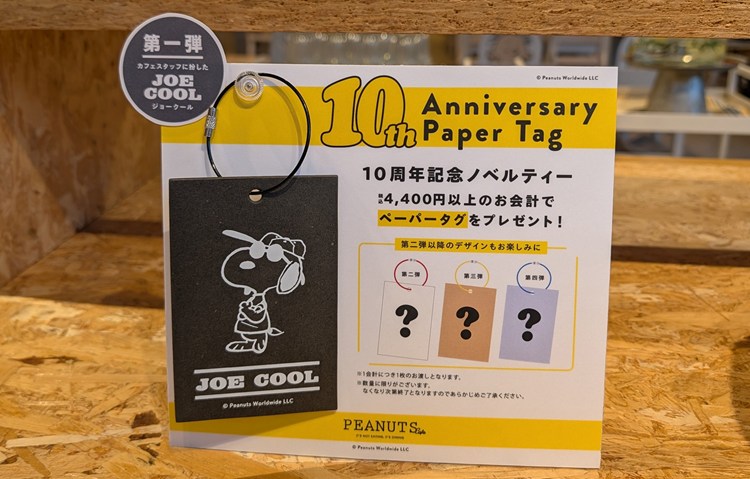 第一弾
カフェスタッフに扮した
JOE
COOL
ジョークール
© Peanuts Worldwide LLC
10th Anniversary
Paper Tag
10周年記念ノベルティー
税込4,400円以上のお会計で
ペーパータグをプレゼント!
第二弾以降のデザインもお楽しみに
第二弾
第三弾
第四弾
?
?
?
JOE COOL
© Peanuts Worldwide LLC
※1会計につき1枚のお渡しとなります。
※数量に限りがございます。
なくなり次第終了となりますのであらかじめご了承ください。
PEANUTS Cafe
© Peanuts Worldwide LLC